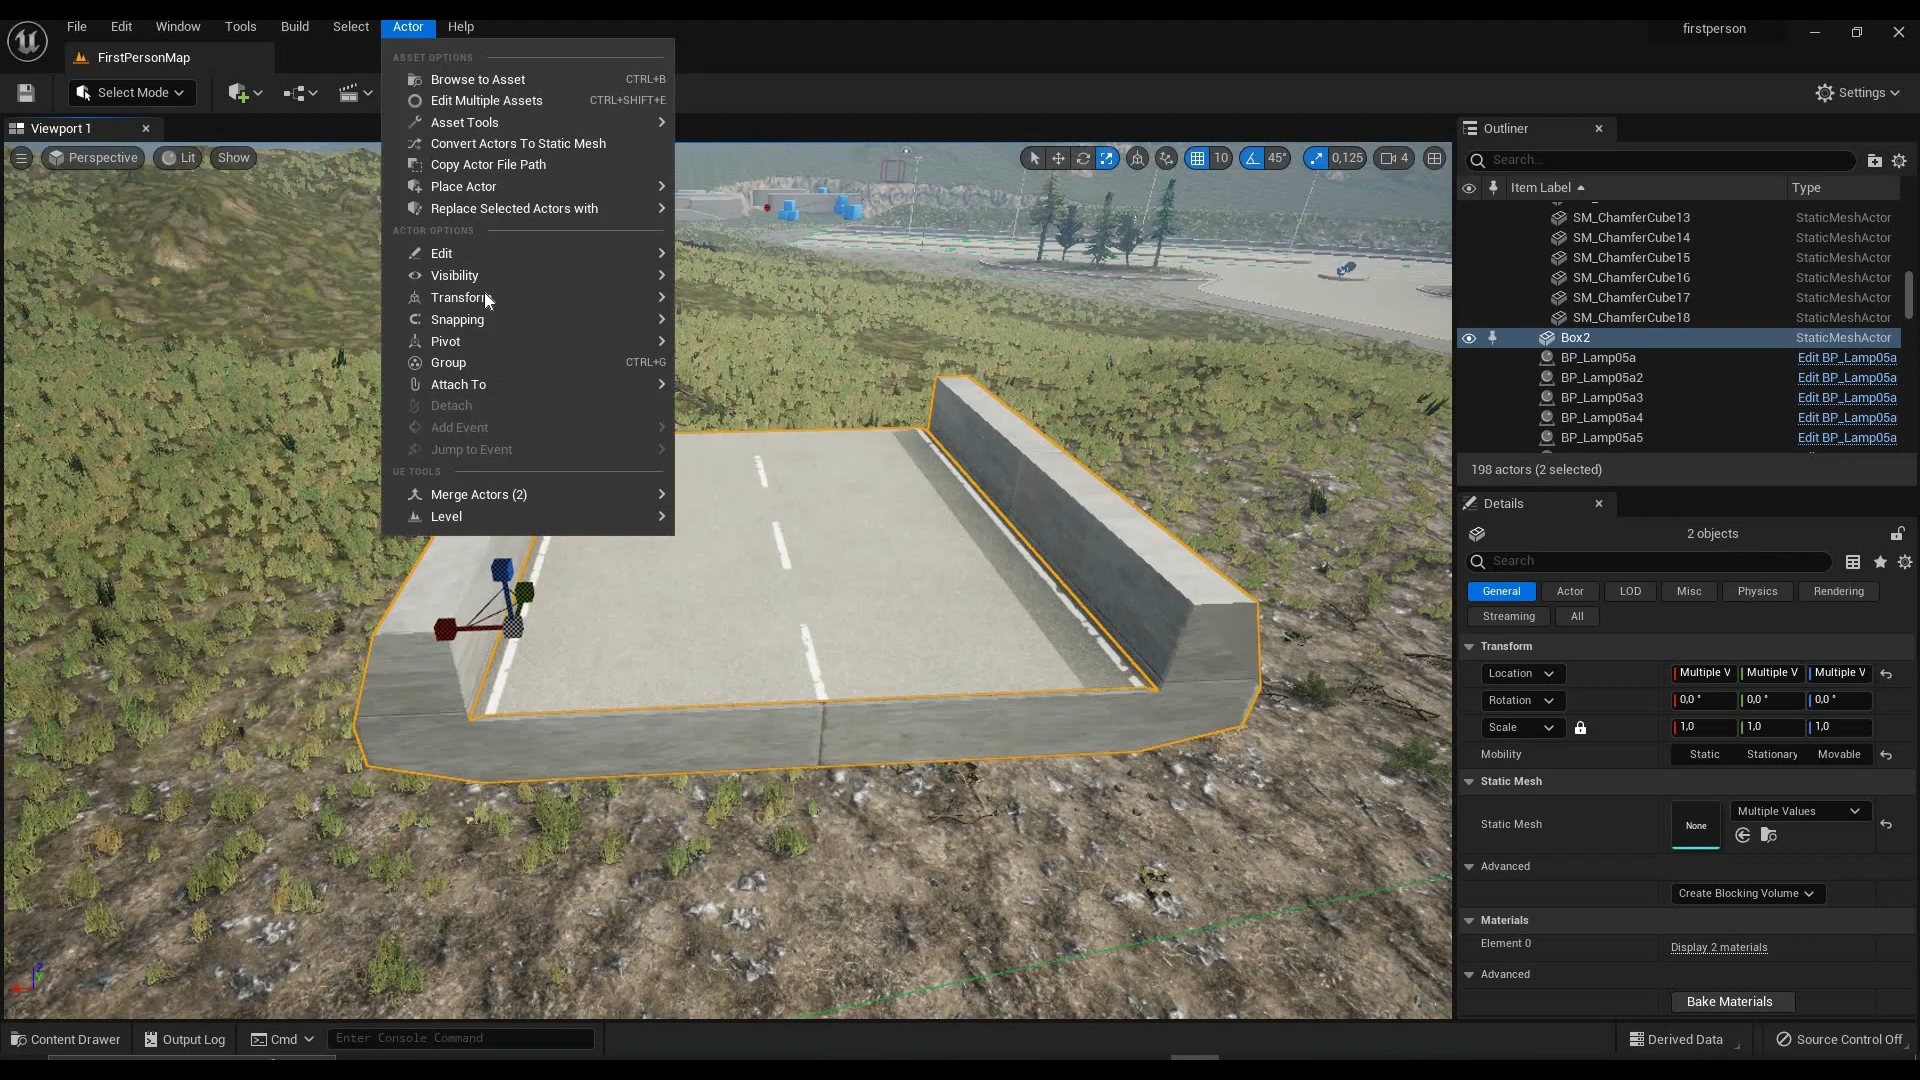 File Edit Window Tools Build Select Actor Help
firstperson
FirstPersonMap
Select Mode
Settings
ASSET OPTIONS
Browse to Asset CTRL+B
Edit Multiple Assets CTRL+SHIFT+E
Asset Tools
Convert Actors To Static Mesh
Copy Actor File Path
Place Actor
Replace Selected Actors with
ACTOR OPTIONS
Edit
Visibility
Transform
Snapping
Pivot
Group CTRL+G
Attach To
Detach
Add Event
Jump to Event
UE TOOLS
Merge Actors (2)
Level
Viewport 1
Perspective Lit Show
10 45° 0,125 4
Outliner
Search...
Item Label Type
SM_ChamferCube13 StaticMeshActor
SM_ChamferCube14 StaticMeshActor
SM_ChamferCube15 StaticMeshActor
SM_ChamferCube16 StaticMeshActor
SM_ChamferCube17 StaticMeshActor
SM_ChamferCube18 StaticMeshActor
Box2 StaticMeshActor
BP_Lamp05a Edit BP_Lamp05a
BP_Lamp05a2 Edit BP_Lamp05a
BP_Lamp05a3 Edit BP_Lamp05a
BP_Lamp05a4 Edit BP_Lamp05a
BP_Lamp05a5 Edit BP_Lamp05a
198 actors (2 selected)
Details
2 objects
Search
General Actor LOD Misc Physics Rendering
Streaming All
Transform
Location Multiple V Multiple V Multiple V
Rotation 0,0 ° 0,0 ° 0,0 °
Scale 1,0 1,0 1,0
Mobility Static Stationary Movable
Static Mesh
Static Mesh None Multiple Values
Advanced
Create Blocking Volume
Materials
Element 0 Display 2 materials
Advanced
Bake Materials
Z
Y
Content Drawer Output Log Cmd Enter Console Command Derived Data Source Control Off